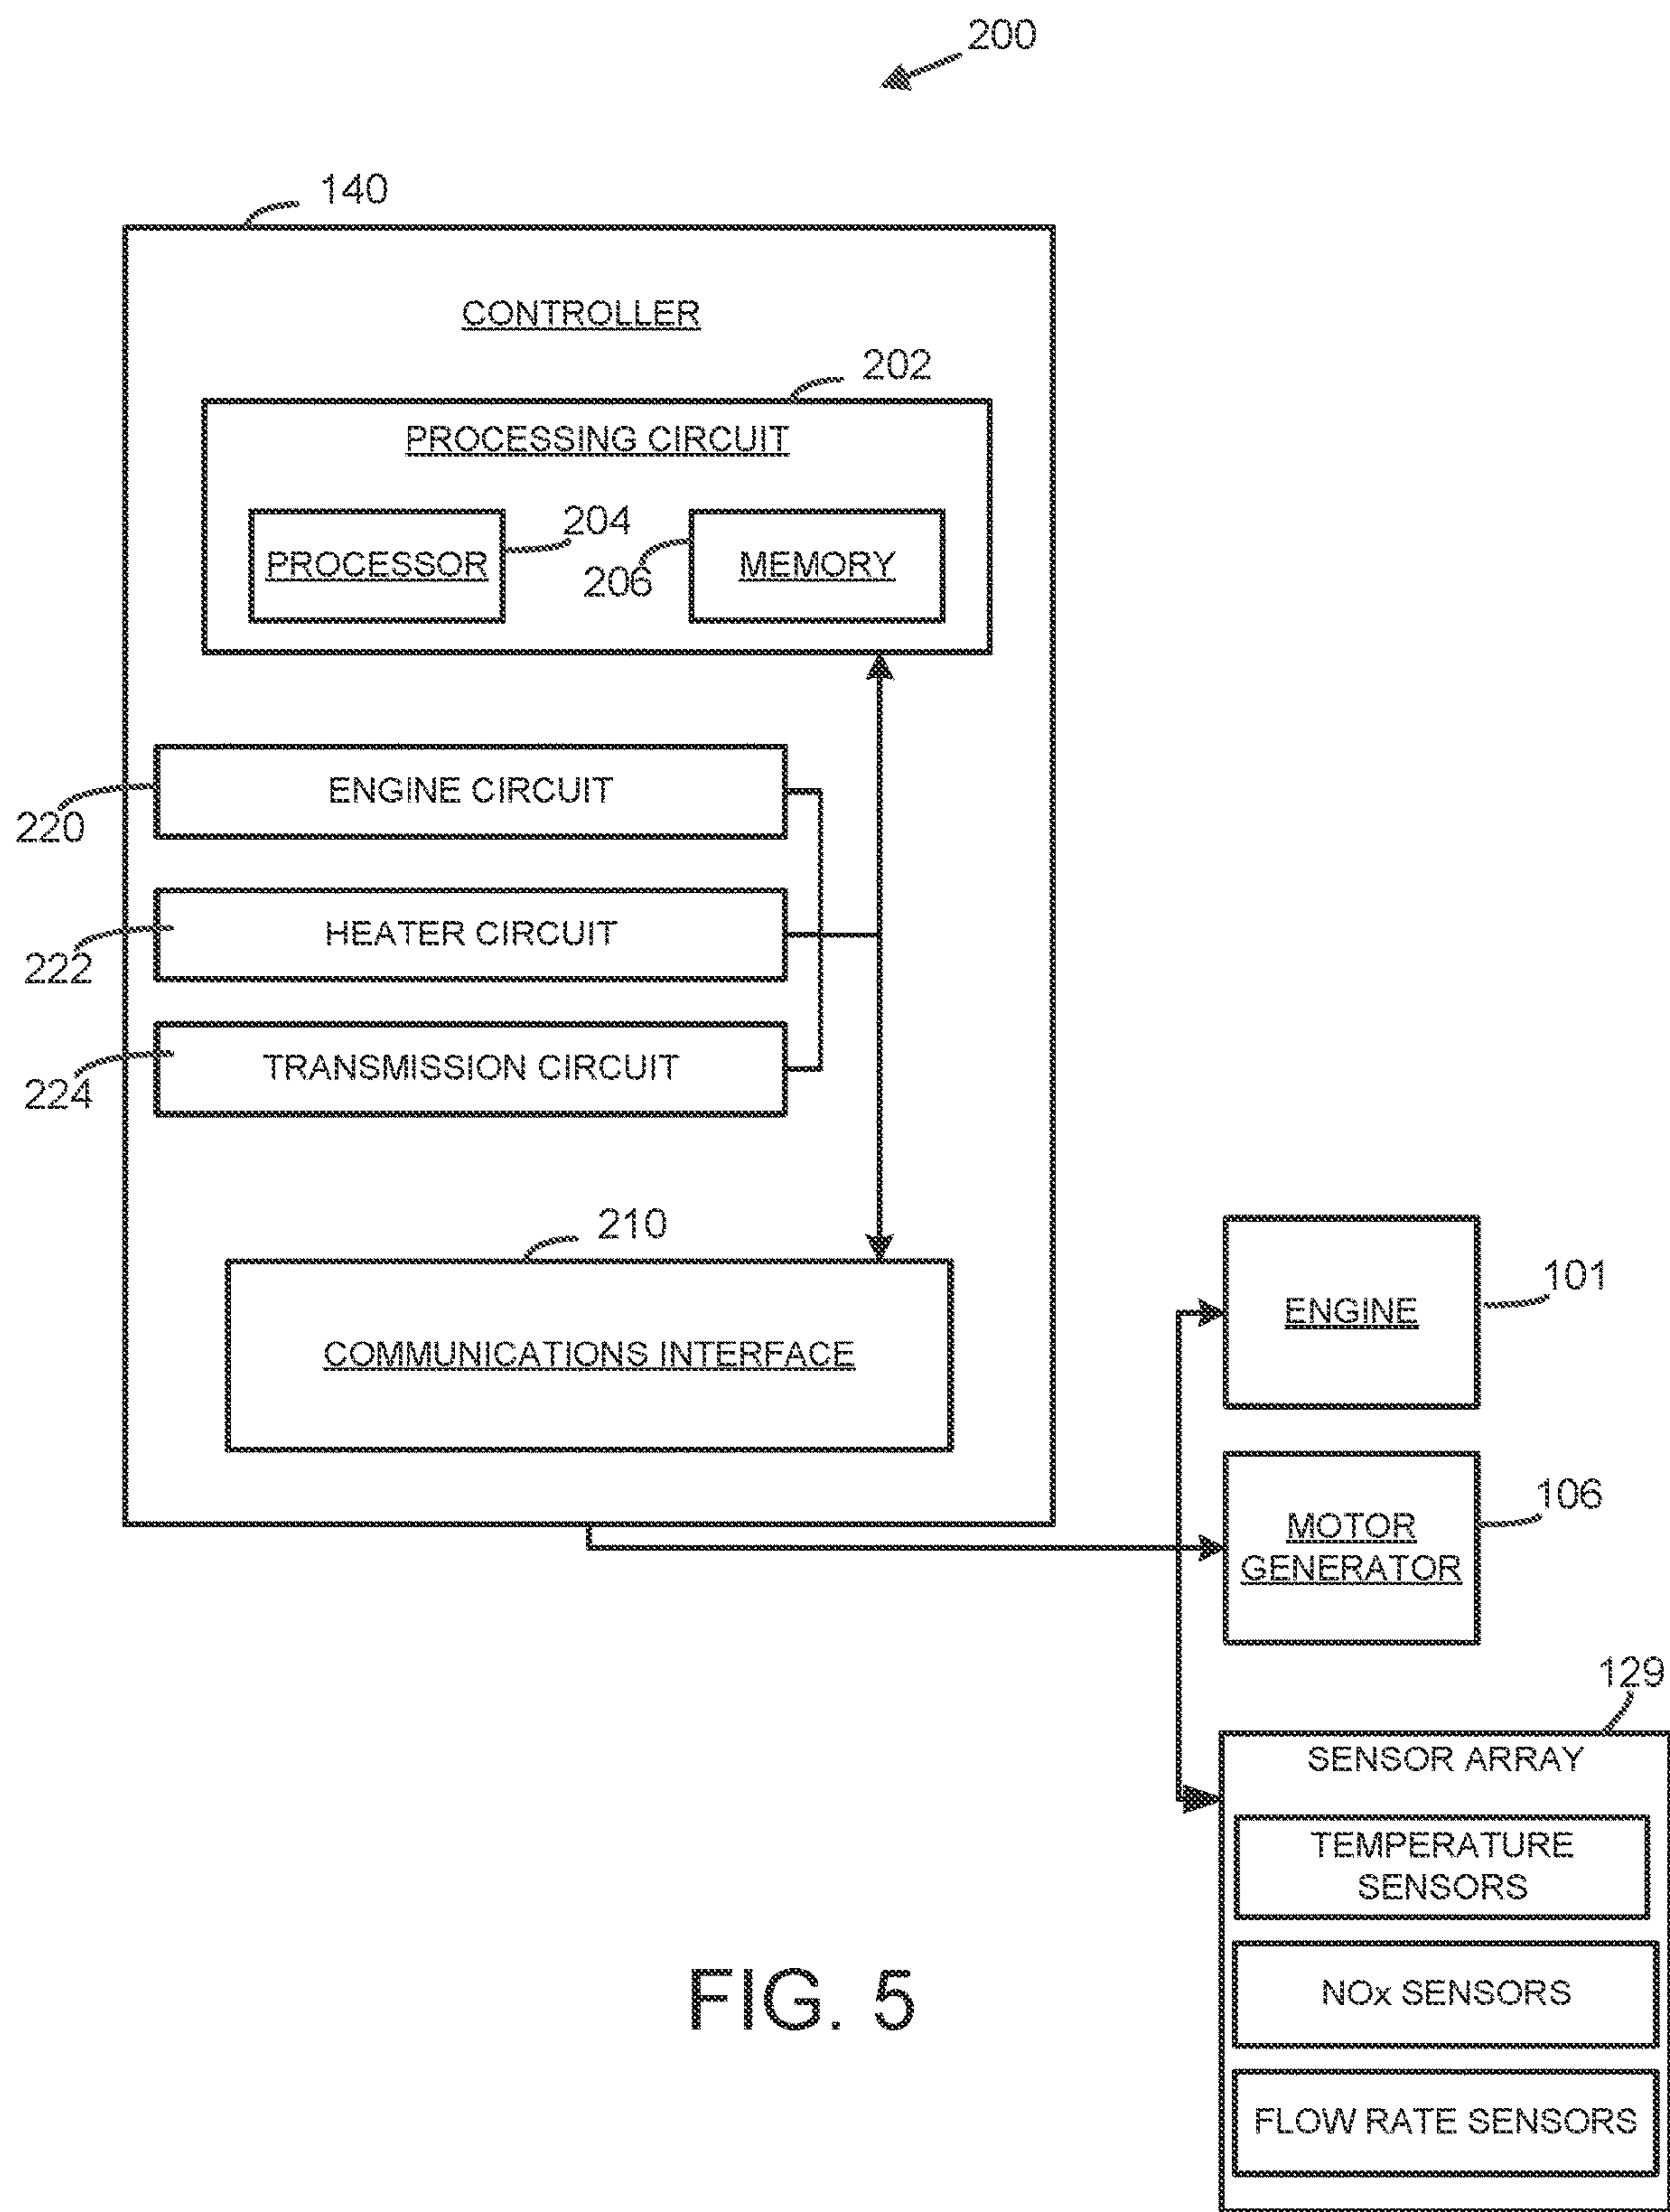 200
140
CONTROLLER
202
PROCESSING CIRCUIT
204
PROCESSOR
206
MEMORY
ENGINE CIRCUIT
220
HEATER CIRCUIT
222
TRANSMISSION CIRCUIT
224
210
COMMUNICATIONS INTERFACE
ENGINE
101
MOTOR
GENERATOR
106
129
SENSOR ARRAY
TEMPERATURE
SENSORS
NOx SENSORS
FLOW RATE SENSORS
FIG. 5